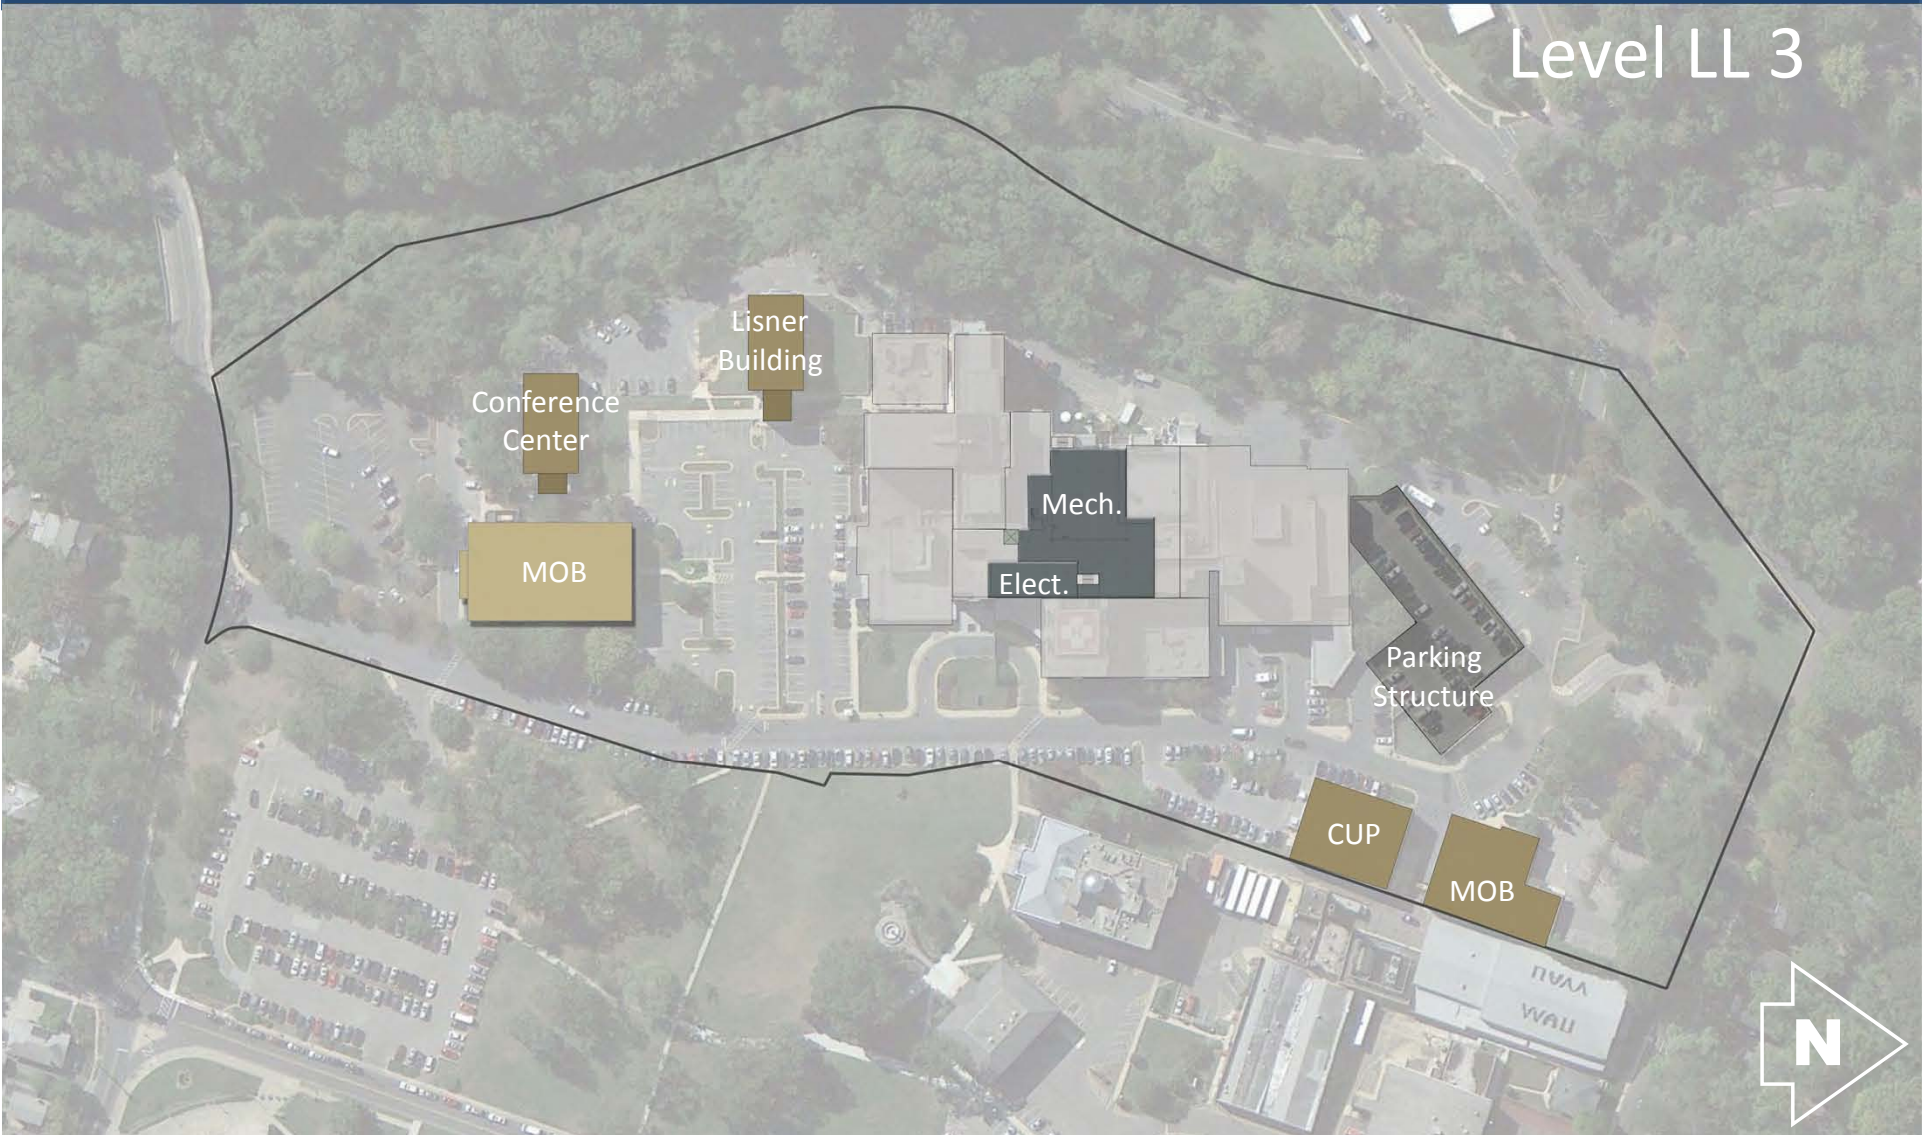 Level LL 3
Lisner
Building
Conference
Center
Mech.
MOB
Elect.
Parking
Structure
CUP
MOB
N